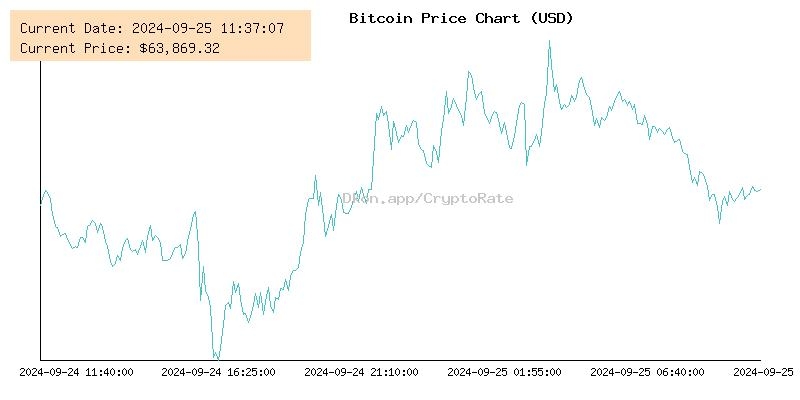 Bitcoin Price Chart (USD)
Current Date: 2024-09-25 11:37:07
Current Price: $63,869.32
DRon.app/CryptoRate
2024-09-24 11:40:00 2024-09-24 16:25:00 2024-09-24 21:10:00 2024-09-25 01:55:00 2024-09-25 06:40:00 2024-09-25